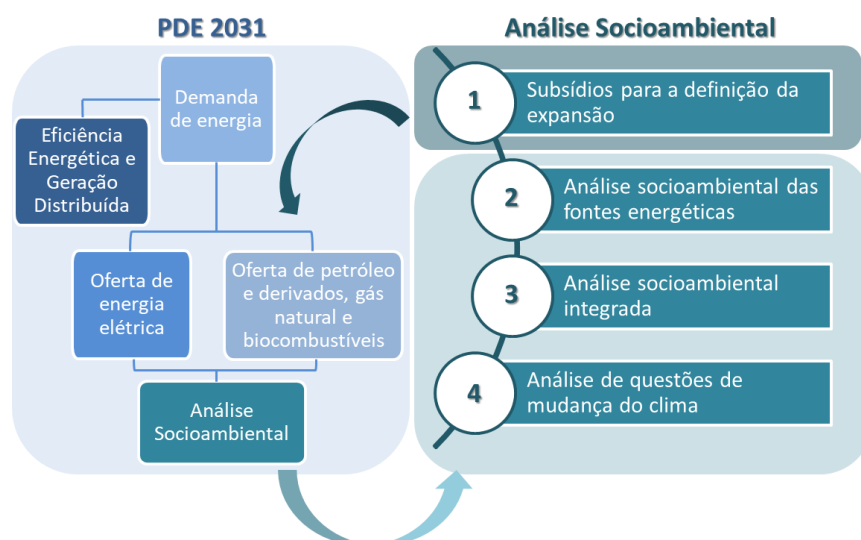 PDE 2031
Demanda
de energia
Eficiência
Energética e
Geração
Distribuída
Oferta de
energia
elétrica
Oferta de petróleo
e derivados, gás
natural e
biocombustíveis
Análise
Socioambiental
Análise Socioambiental
1
Subsídios para a definição da
expansão
2
Análise socioambiental das
fontes energéticas
3
Análise socioambiental
integrada
4
Análise de questões de
mudança do clima